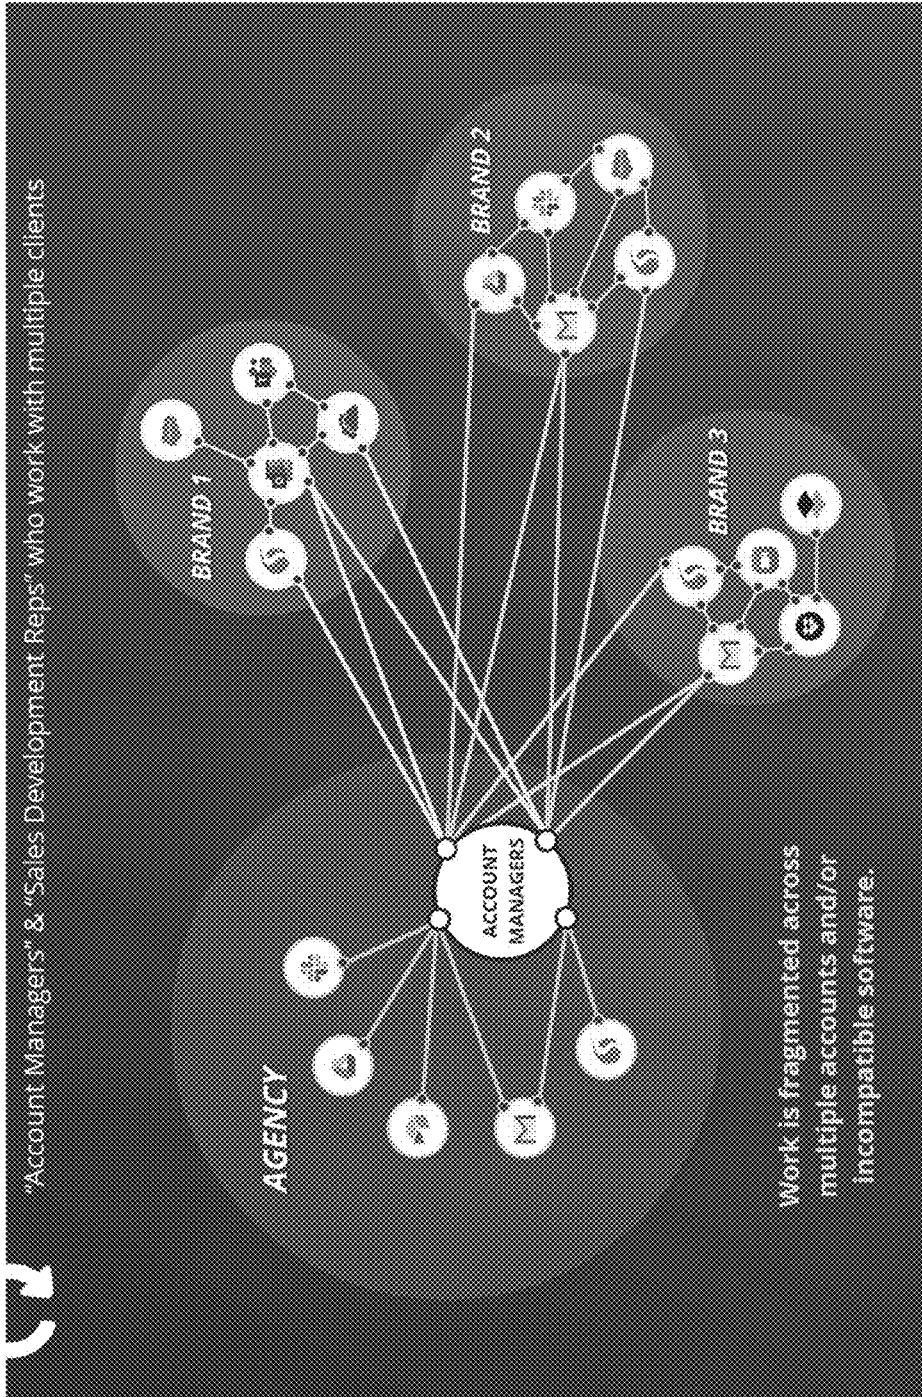 "Account Managers" & "Sales Development Reps" who work with multiple clients
AGENCY
BRAND 1
BRAND 2
BRAND 3
ACCOUNT
MANAGERS
Work is fragmented across
multiple accounts and/or
incompatible software.